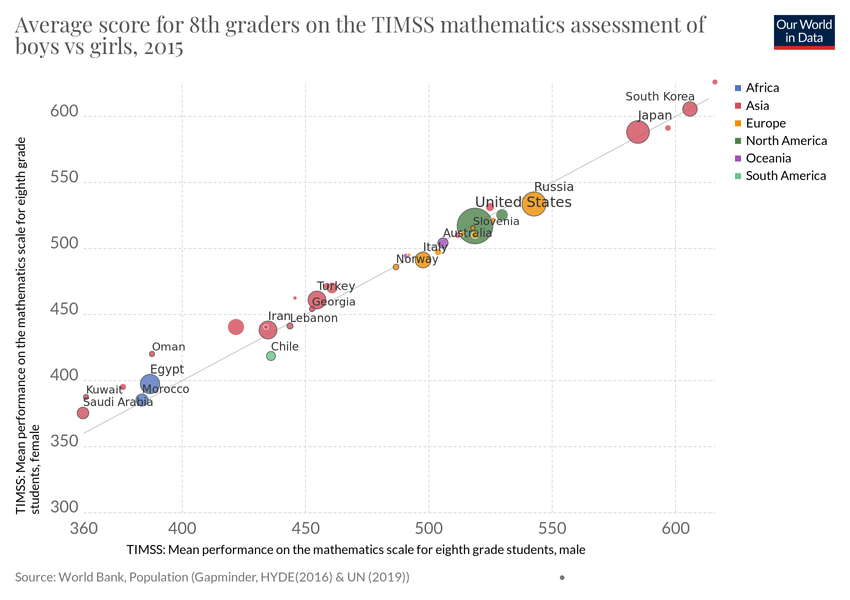 Average score for 8th graders on the TIMSS mathematics assessment of
boys vs girls, 2015
Our World
in Data
Africa
Asia
Europe
North America
Oceania
South America
600
550
500
450
400
350
300
360
400
450
500
550
600
South Korea
Japan
Russia
United States
Slovenia
Australia
Italy
Norway
Turkey
Georgia
Iran
Lebanon
Chile
Oman
Egypt
Morocco
Kuwait
Saudi Arabia
TIMSS: Mean performance on the mathematics scale for eighth grade
students, female
TIMSS: Mean performance on the mathematics scale for eighth grade students, male
Source: World Bank, Population (Gapminder, HYDE(2016) & UN (2019))